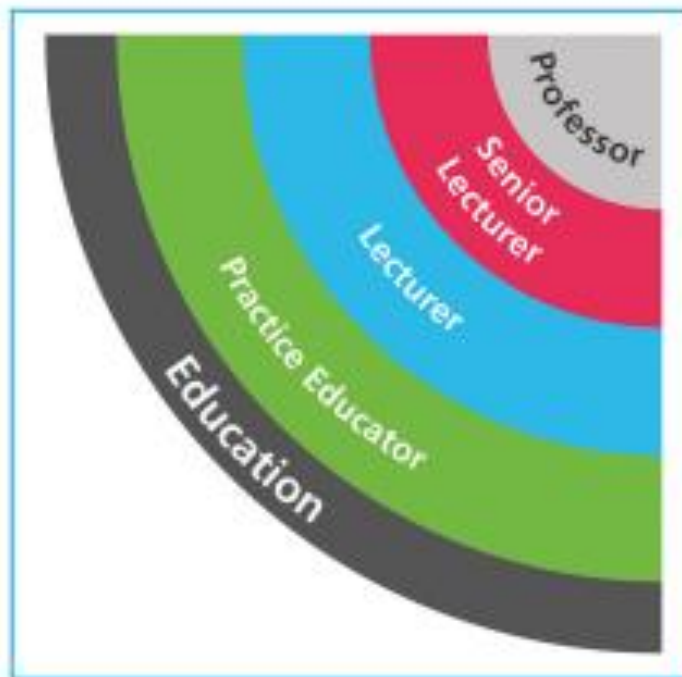 Professor
Senior
Lecturer
Lecturer
Practice Educator
Education